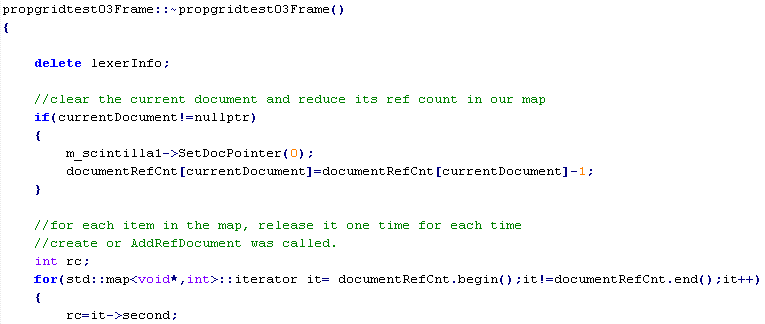 propgridtest03Frame::~propgridtest03Frame()
{
delete lexerInfo;
//clear the current document and reduce its ref count in our map
if(currentDocument!=nullptr)
{
m_scintilla1->SetDocPointer(0);
documentRefCnt[currentDocument]=documentRefCnt[currentDocument]-1;
}
//for each item in the map, release it one time for each time
//create or AddRefDocument was called.
int rc;
for(std::map<void*,int>::iterator it= documentRefCnt.begin();it!=documentRefCnt.end();it++)
{
rc=it->second;